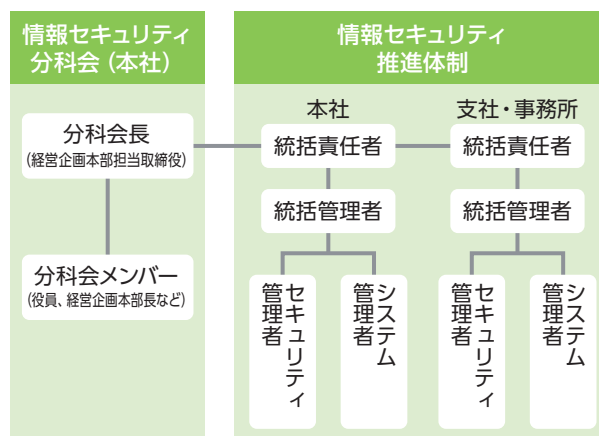 情報セキュリティ
分科会（本社）
分科会長
(経営企画本部担当取締役)
分科会メンバー
(役員、経営企画本部長など)
情報セキュリティ
推進体制
本社
支社・事務所
統括責任者
統括責任者
統括管理者
統括管理者
セキュリティ
管理者
システム
管理者
セキュリティ
管理者
システム
管理者